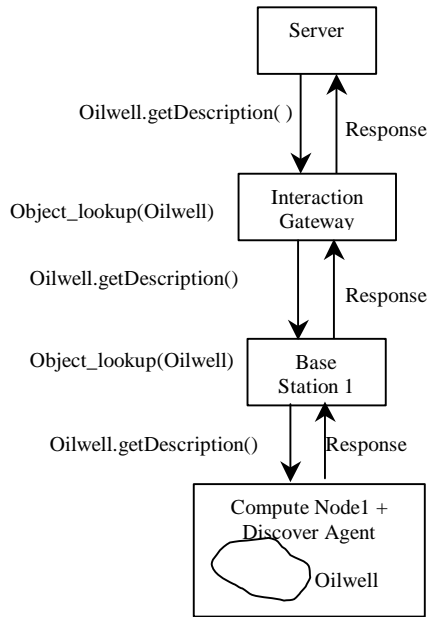 Server
Oilwell.getDescription( )
Response
Object_lookup(Oilwell)
Interaction
Gateway
Oilwell.getDescription()
Response
Object_lookup(Oilwell)
Base
Station 1
Oilwell.getDescription()
Response
Compute Node1 +
Discover Agent
Oilwell